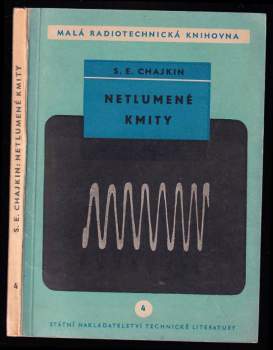 S. E. CHAJKIN: NETLUMENÉ KMITY
4
MALÁ RADIOTECHNICKÁ KNIHOVNA
S. E. CHAJKIN
NETLUMENÉ
KMITY
4
STÁTNÍ NAKLADATELSTVÍ TECHNICKÉ LITERATURY